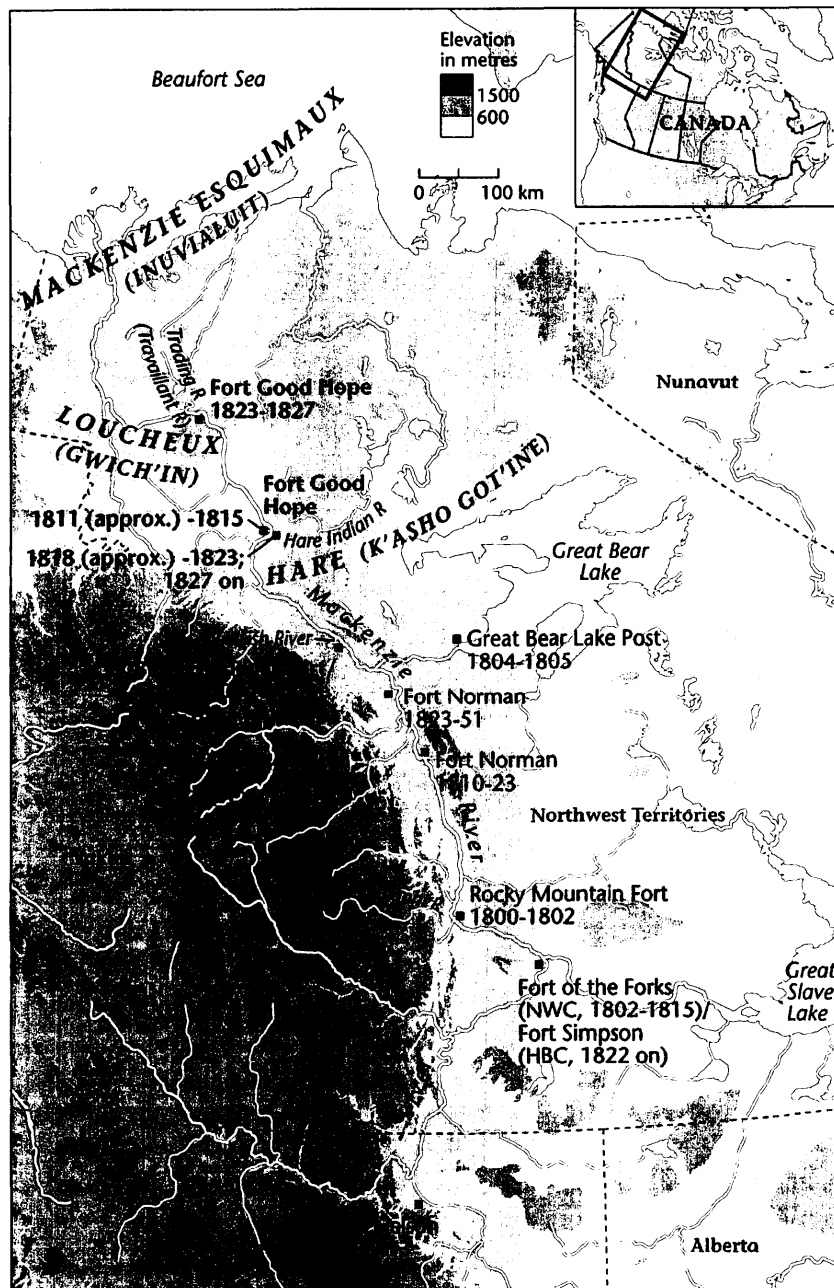 Beaufort Sea
Elevation
in metres
1500
600
0 100 km
CANADA
MACKENZIE ESQUIMAUX
(INUVIALUIT)
Trading R
(Travaillant R)
Fort Good Hope
1823-1827
Nunavut
LOUCHEUX
(GWICH'IN)
Fort Good
Hope
1811 (approx.) -1815
Hare Indian R
1818 (approx.) -1823;
1827 on
HARE (K'ASHO GOT'INE)
Great Bear
Lake
Mackenzie
River
Great Bear Lake Post
1804-1805
Fort Norman
1823-51
Fort Norman
1810-23
Northwest Territories
River
Rocky Mountain Fort
1800-1802
Fort of the Forks
(NWC, 1802-1815)/
Fort Simpson
(HBC, 1822 on)
Great
Slave
Lake
Alberta